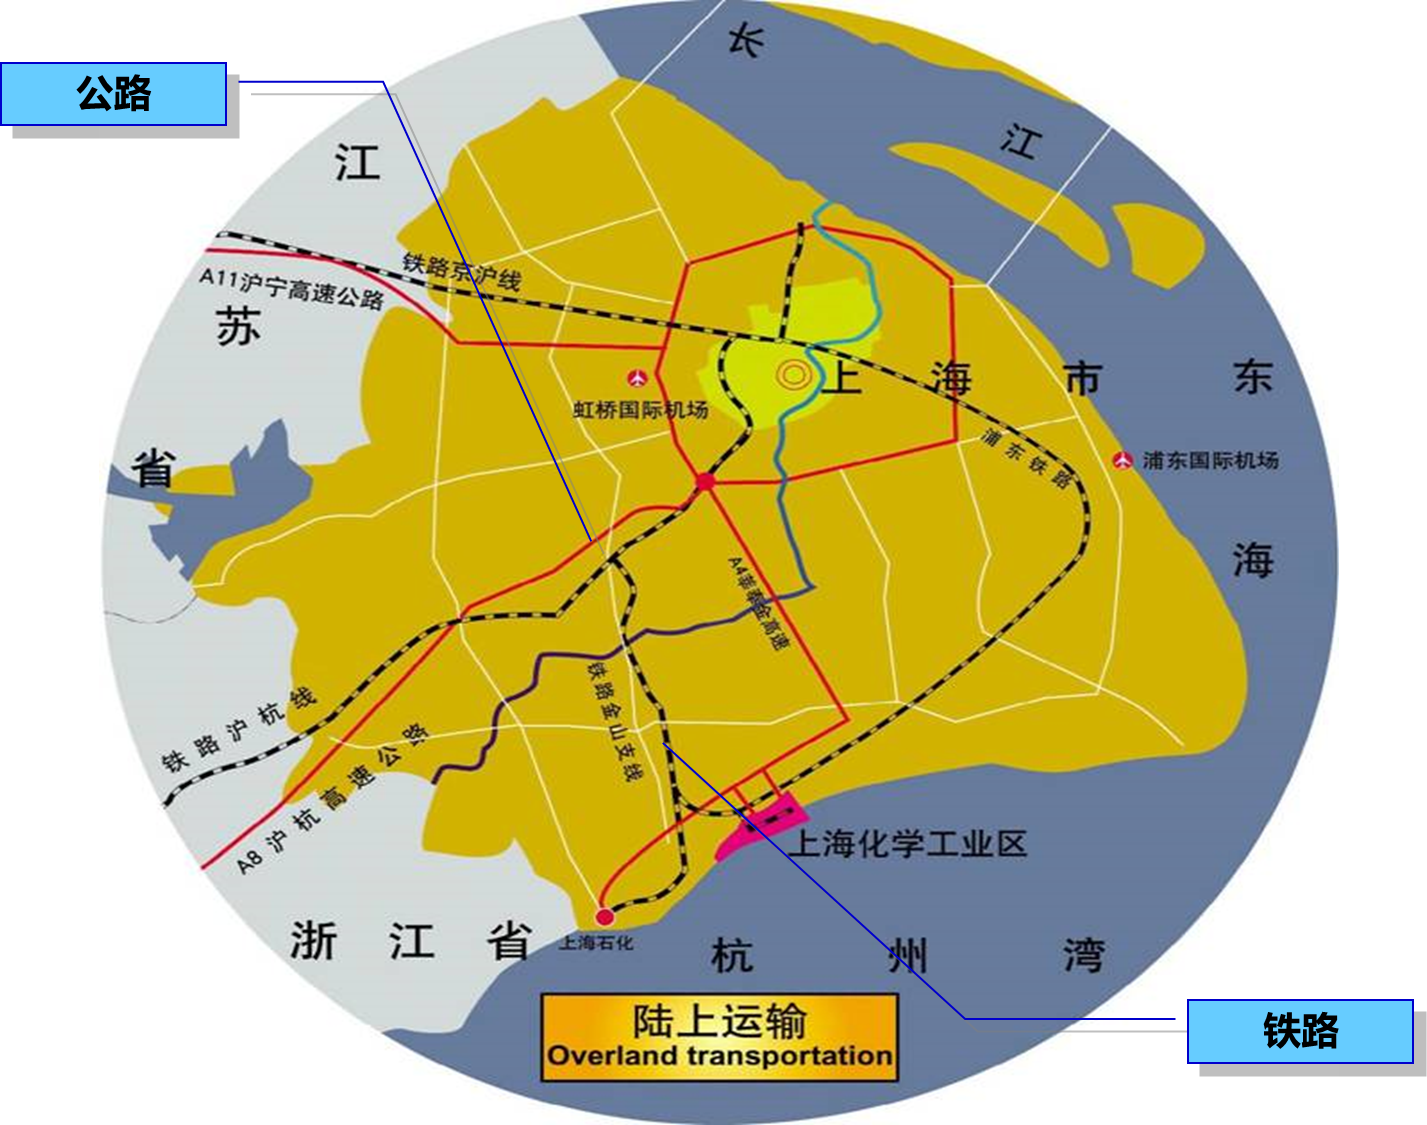 长
公路
江
江
铁路京沪线
A11沪宁高速公路
苏
上海市
东
虹桥国际机场
浦东铁路
浦东国际机场
省
海
A4莘奉金高速
铁路金山支线
铁路沪杭线
A8沪杭高速公路
上海化学工业区
浙江省
上海石化
杭州湾
陆上运输
Overland transportation
铁路